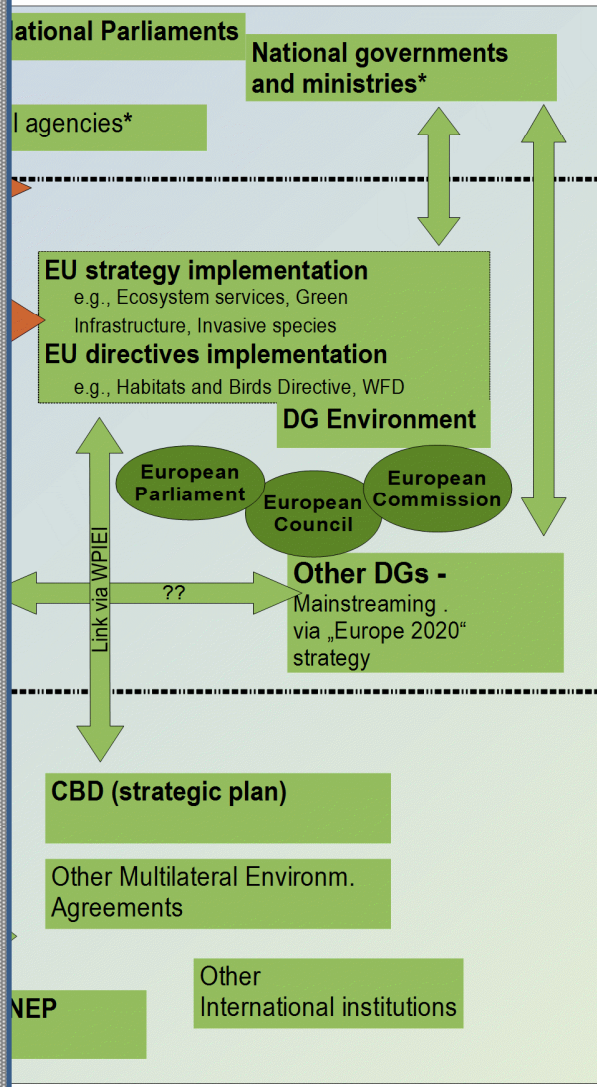 ational Parliaments
National governments
and ministries*
l agencies*
EU strategy implementation
e.g., Ecosystem services, Green
Infrastructure, Invasive species
EU directives implementation
e.g., Habitats and Birds Directive, WFD
DG Environment
European
Parliament
European
Council
European
Commission
Link via WPIEI
??
Other DGs -
Mainstreaming .
via „Europe 2020“
strategy
CBD (strategic plan)
Other Multilateral Environm.
Agreements
Other
International institutions
NEP